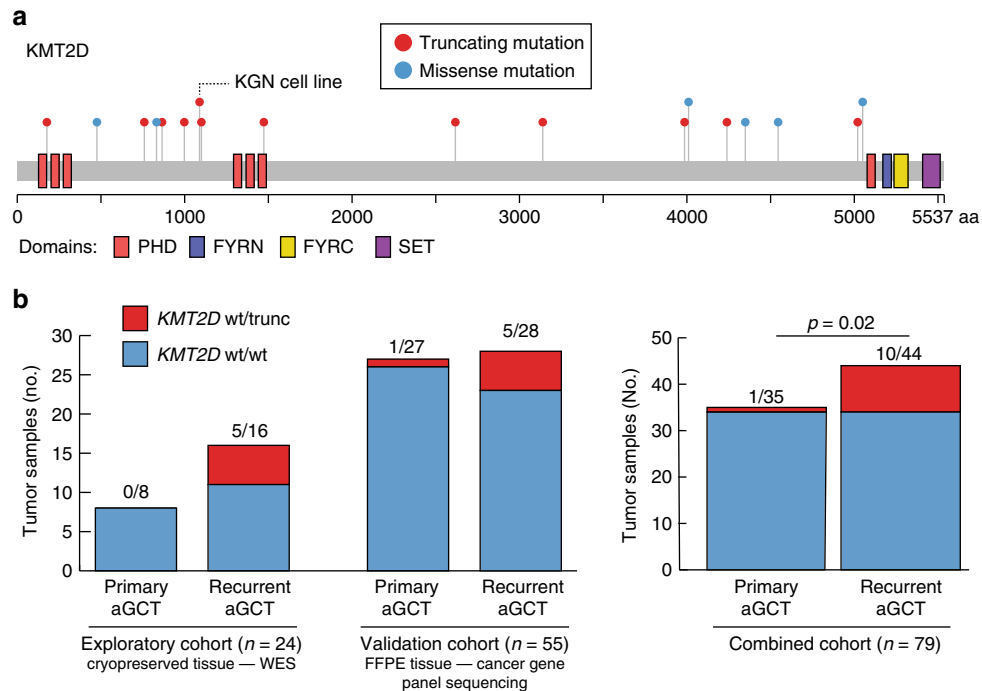 a
KMT2D
Truncating mutation
Missense mutation
KGN cell line
0 1000 2000 3000 4000 5000 5537 aa
Domains: PHD FYRN FYRC SET
b
KMT2D wt/trunc
KMT2D wt/wt
Tumor samples (no.)
30
25
20
15
10
5
0
0/8
5/16
1/27
5/28
Primary aGCT
Recurrent aGCT
Primary aGCT
Recurrent aGCT
Exploratory cohort (n = 24)
cryopreserved tissue — WES
Validation cohort (n = 55)
FFPE tissue — cancer gene
panel sequencing
p = 0.02
Tumor samples (No.)
50
40
30
20
10
0
1/35
10/44
Primary aGCT
Recurrent aGCT
Combined cohort (n = 79)